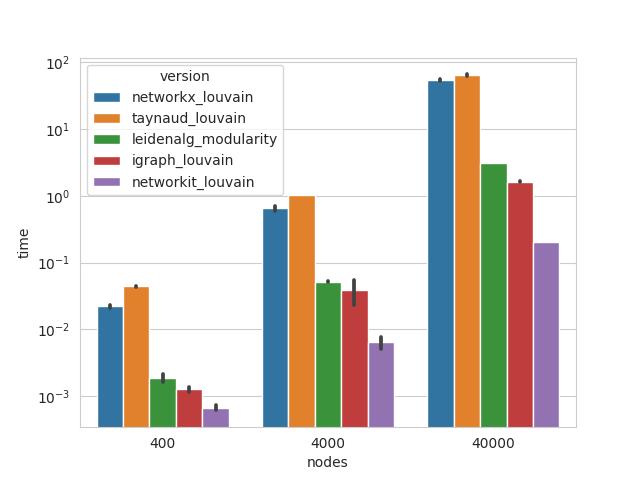 version
networkx_louvain
taynaud_louvain
leidenalg_modularity
igraph_louvain
networkit_louvain
10²
10¹
10⁰
10⁻¹
10⁻²
10⁻³
time
400 4000 40000
nodes